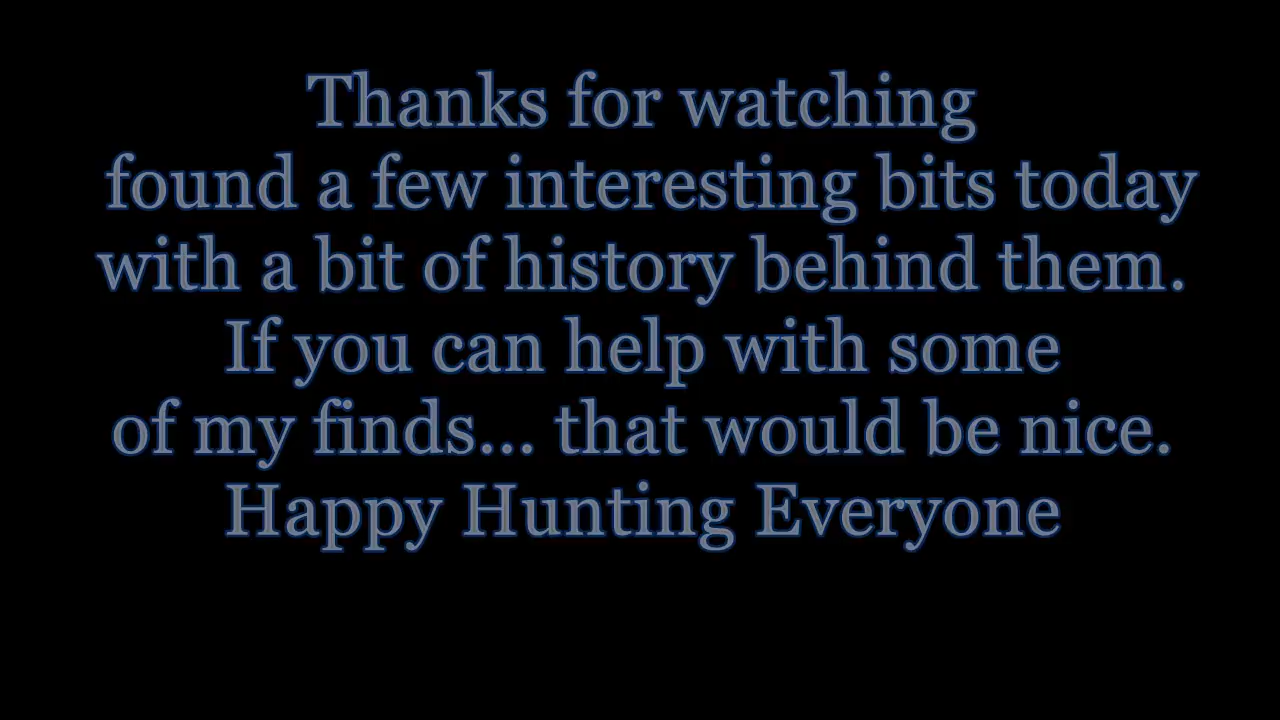 Thanks for watching
found a few interesting bits today
with a bit of history behind them.
If you can help with some
of my finds... that would be nice.
Happy Hunting Everyone